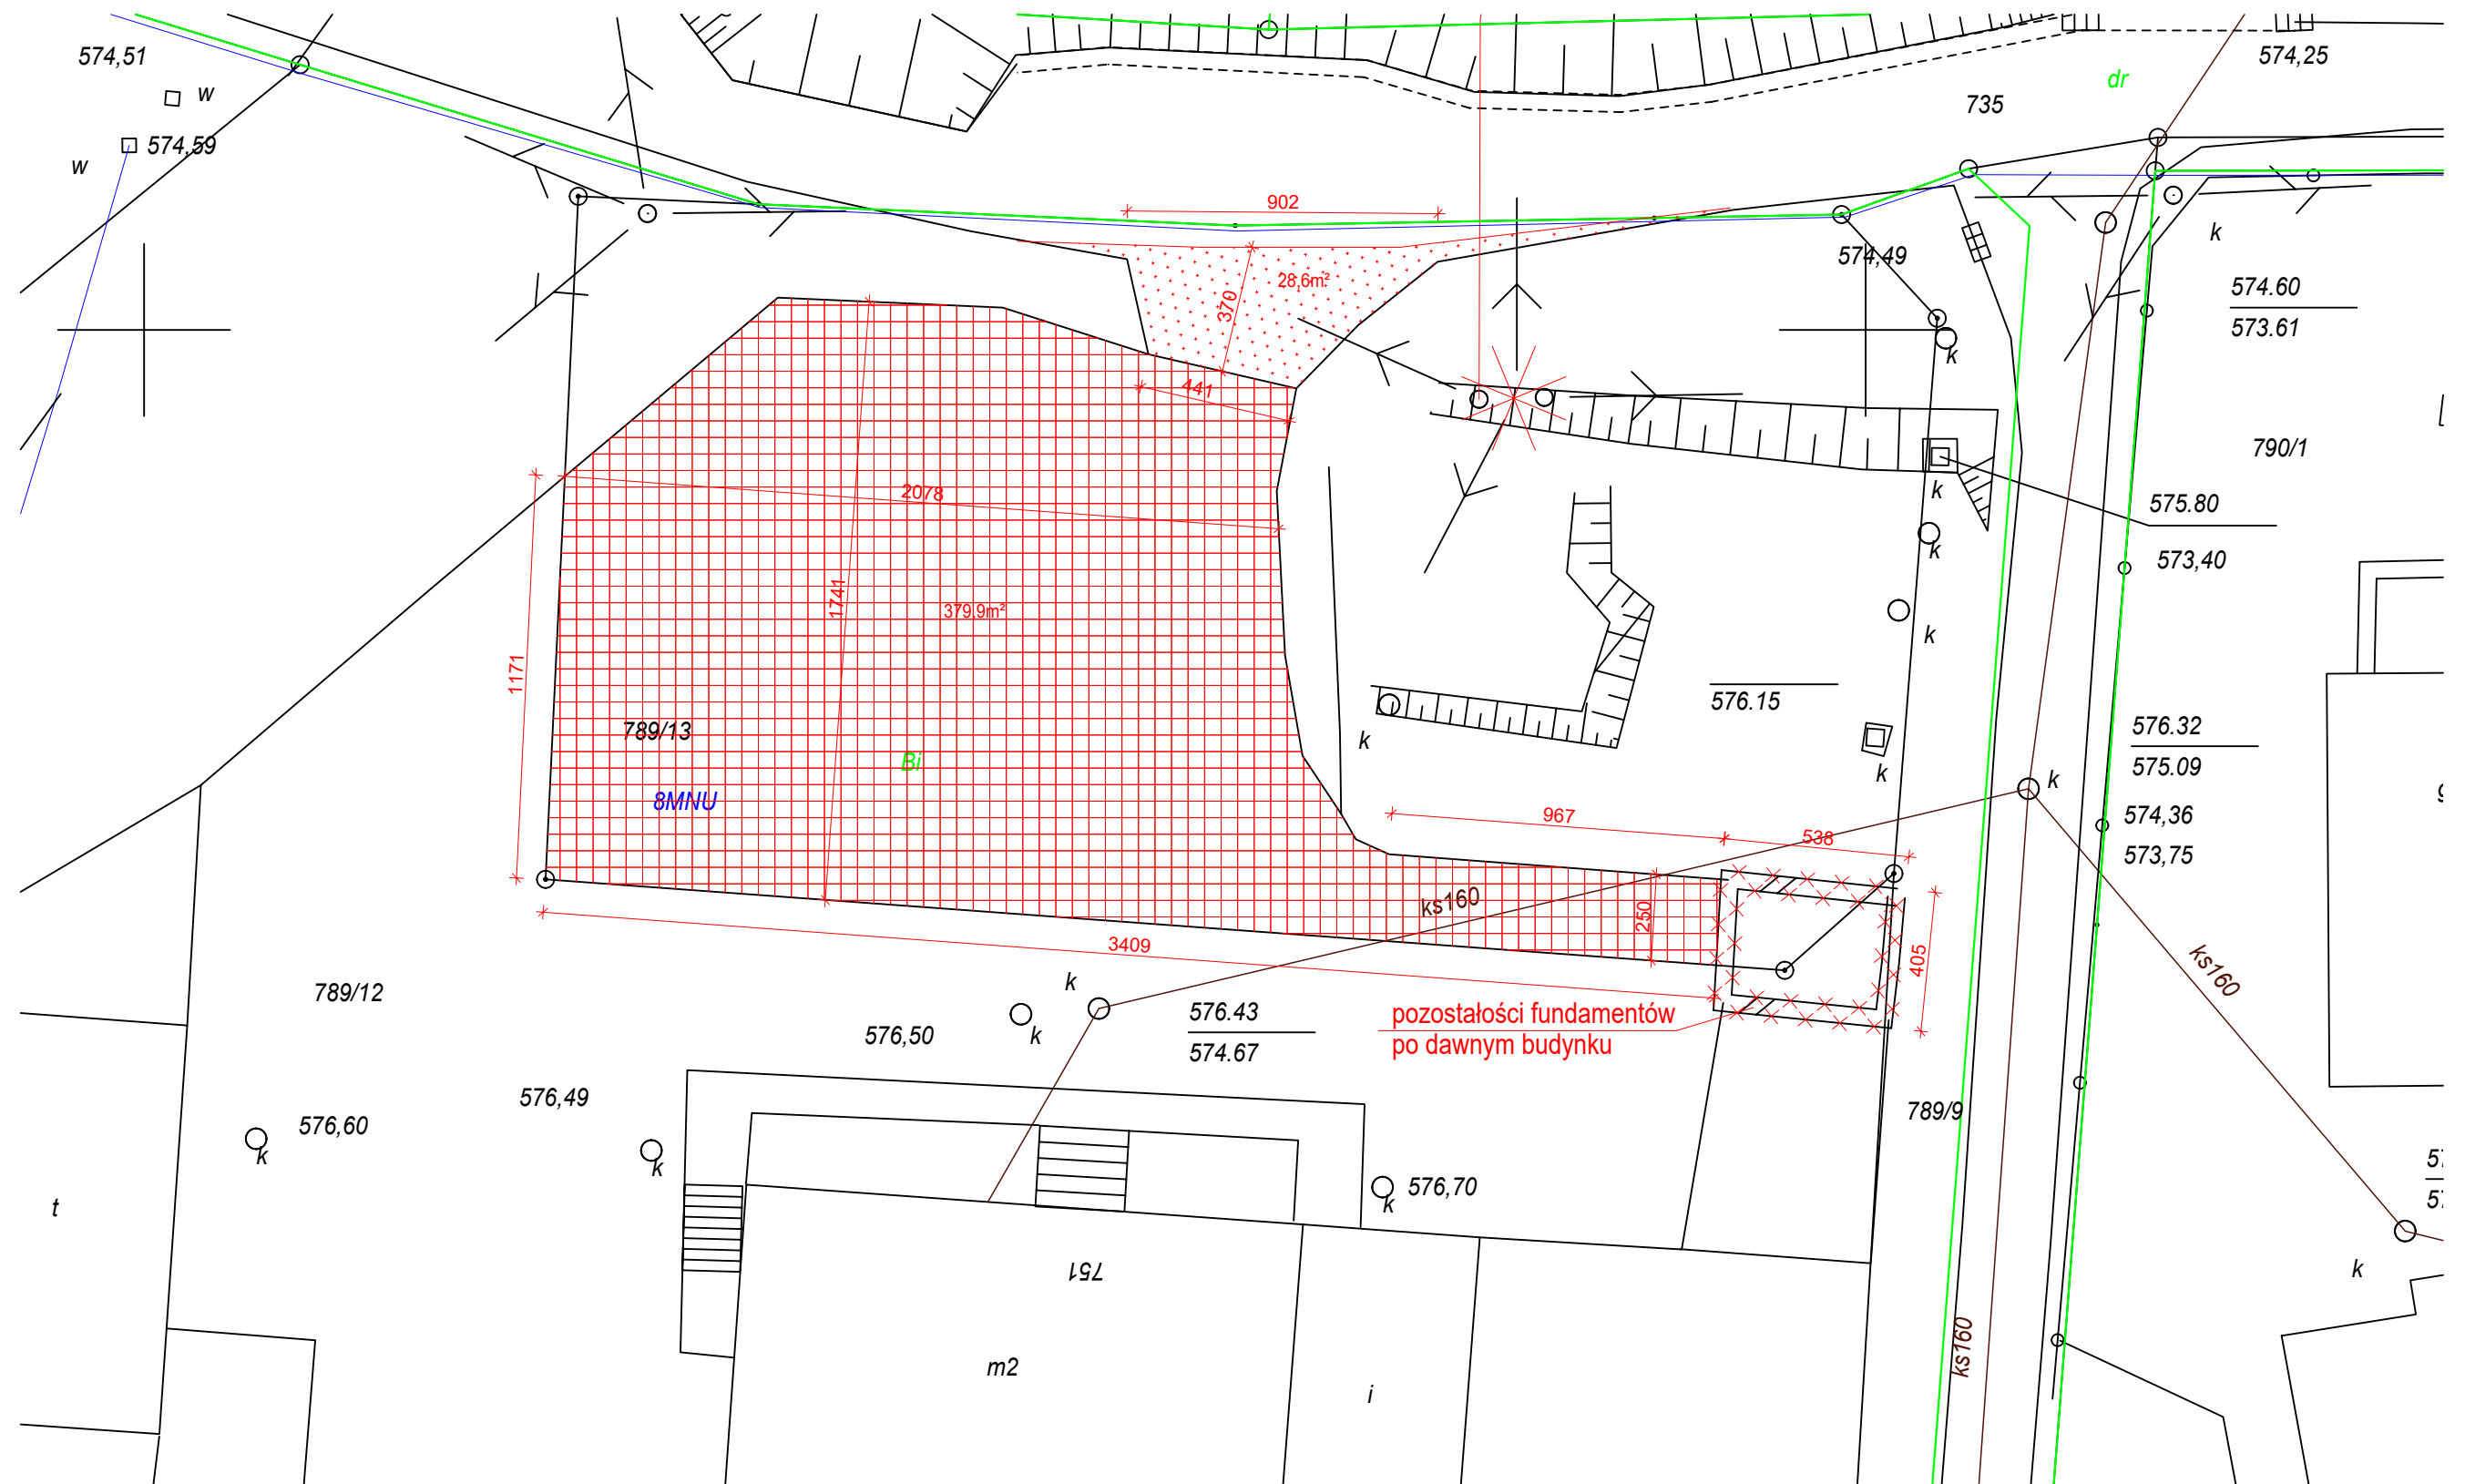 574,51
w
574,59
w
902
574,25
dr
735
k
574,49
28,6m²
370
441
574.60
573.61
k
790/1
2078
k
575.80
k
573,40
1741
379,9m²
1171
k
576.15
789/13
k
Bi
8MNU
k
576.32
575.09
k
967
538
574,36
573,75
ks160
250
3409
405
ks160
789/12
k
576.43
574.67
pozostałości fundamentów
po dawnym budynku
576,50
k
576,49
576,60
k
k
789/9
576,70
k
t
751
k
ks160
m2
i